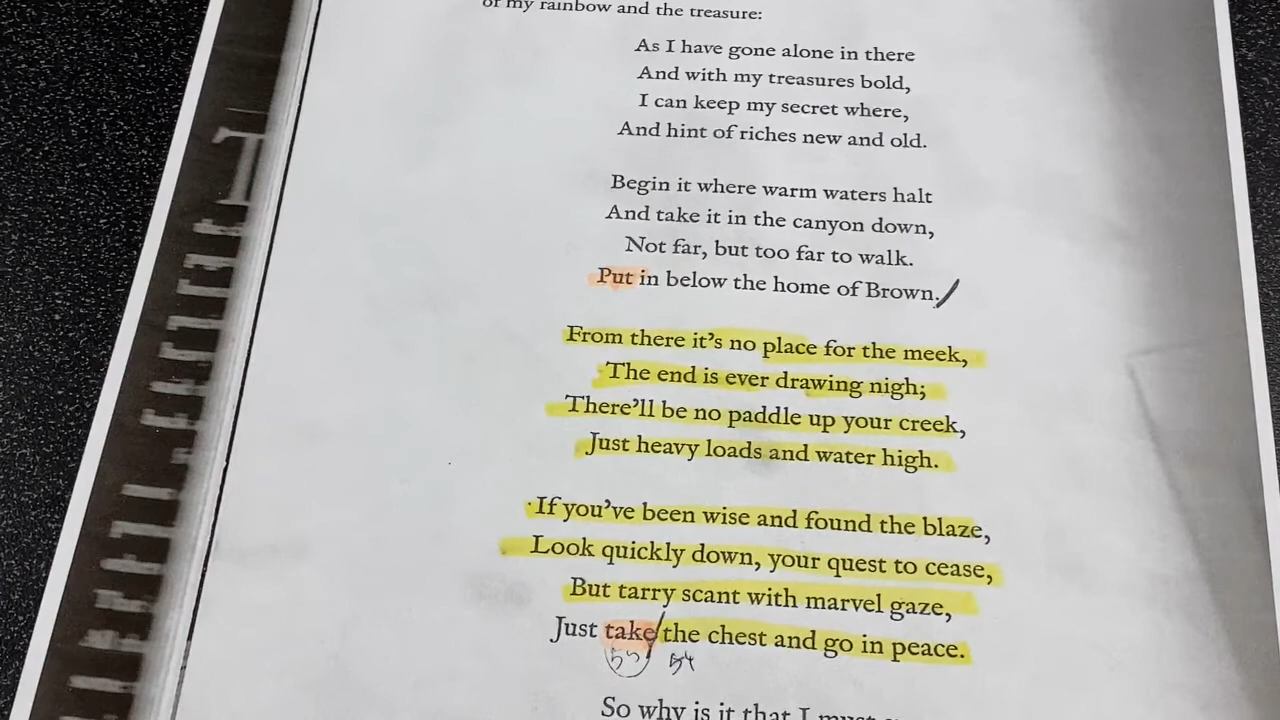 of my rainbow and the treasure:
As I have gone alone in there
And with my treasures bold,
I can keep my secret where,
And hint of riches new and old.
Begin it where warm waters halt
And take it in the canyon down,
Not far, but too far to walk.
Put in below the home of Brown.
From there it's no place for the meek,
The end is ever drawing nigh;
There'll be no paddle up your creek,
Just heavy loads and water high.
If you've been wise and found the blaze,
Look quickly down, your quest to cease,
But tarry scant with marvel gaze,
Just take/the chest and go in peace.
55 54
So why is it that I must